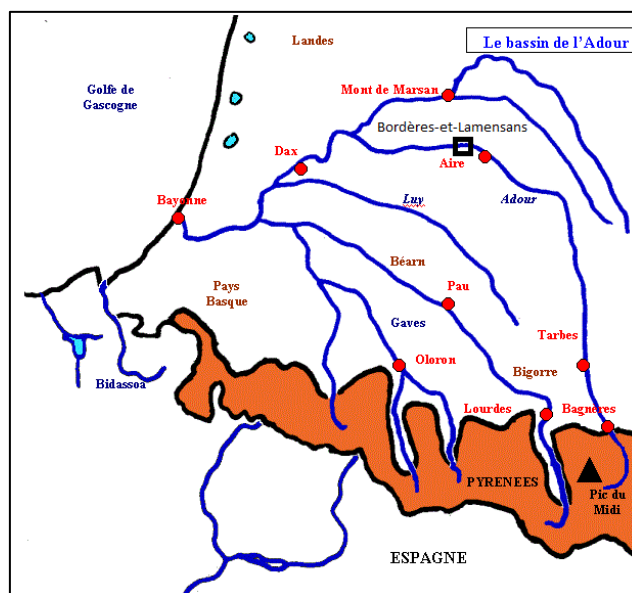 Le bassin de l’Adour
Landes
Golfe de
Gascogne
Mont de Marsan
Bordères-et-Lamensans
Dax
Aire
Bayonne
Luy
Adour
Béarn
Pays
Basque
Pau
Gaves
Tarbes
Oloron
Bigorre
Bidassoa
Lourdes
Bagnères
PYRENEES
Pic du
Midi
ESPAGNE